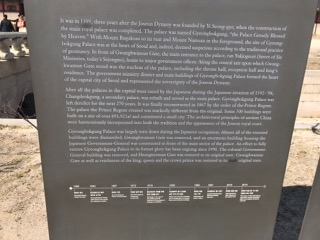 It was in 1395, three years after the Joseon Dynasty was founded by Yi Seong-gye, when the construction of
the main royal palace was completed. The palace was named Gyeongbokgung, "the Palace Greatly Blessed
by Heaven." With Mount Bugaksan to its rear and Mount Namsan in the foreground, the site of Gyeong-
bokgung Palace was at the heart of Seoul and, indeed, deemed auspicious according to the traditional practice
of geomancy. In front of Gwanghwamun Gate, the main entrance to the palace, ran Yukjogeori (Street of Six
Ministries, today's Sejongno), home to major government offices. Along the central axis upon which Gwang-
hwamun Gate stood was the nucleus of the palace, including the throne hall, reception hall and king's
residence. The government ministry district and main buildings of Gyeongbokgung Palace formed the heart
of the capital city of Seoul and represented the sovereignty of the Joseon Dynasty.
After all the palaces in the capital were razed by the Japanese during the Japanese invasion of 1592-98,
Changdeokgung, a secondary palace, was rebuilt and served as the main palace. Gyeongbokgung Palace was
left derelict for the next 270 years. It was finally reconstructed in 1867 by the order of the Prince Regent.
The palace the Prince Regent created was markedly different from the original. Some 500 buildings were
built on a site of over and constituted a small city. The architectural principles of ancient China
were harmoniously incorporated into both the tradition and the appearance of the Joseon royal court.
Gyeongbokgung Palace was largely torn down during the Japanese occupation. Almost all of the restored
buildings were dismantled, Gwanghwamun Gate was removed, and an enormous building housing the
Japanese Government-General was constructed in front of the main sector of the palace. An effort to fully
restore Gyeongbokgung Palace to its former glory has been ongoing since 1990. The colonial Government-
General building was removed, and Heungnyemun Gate was restored to its original state. Gwanghwamun
Gate as well as residences of the king, queen and the crown prince was restored to original state.